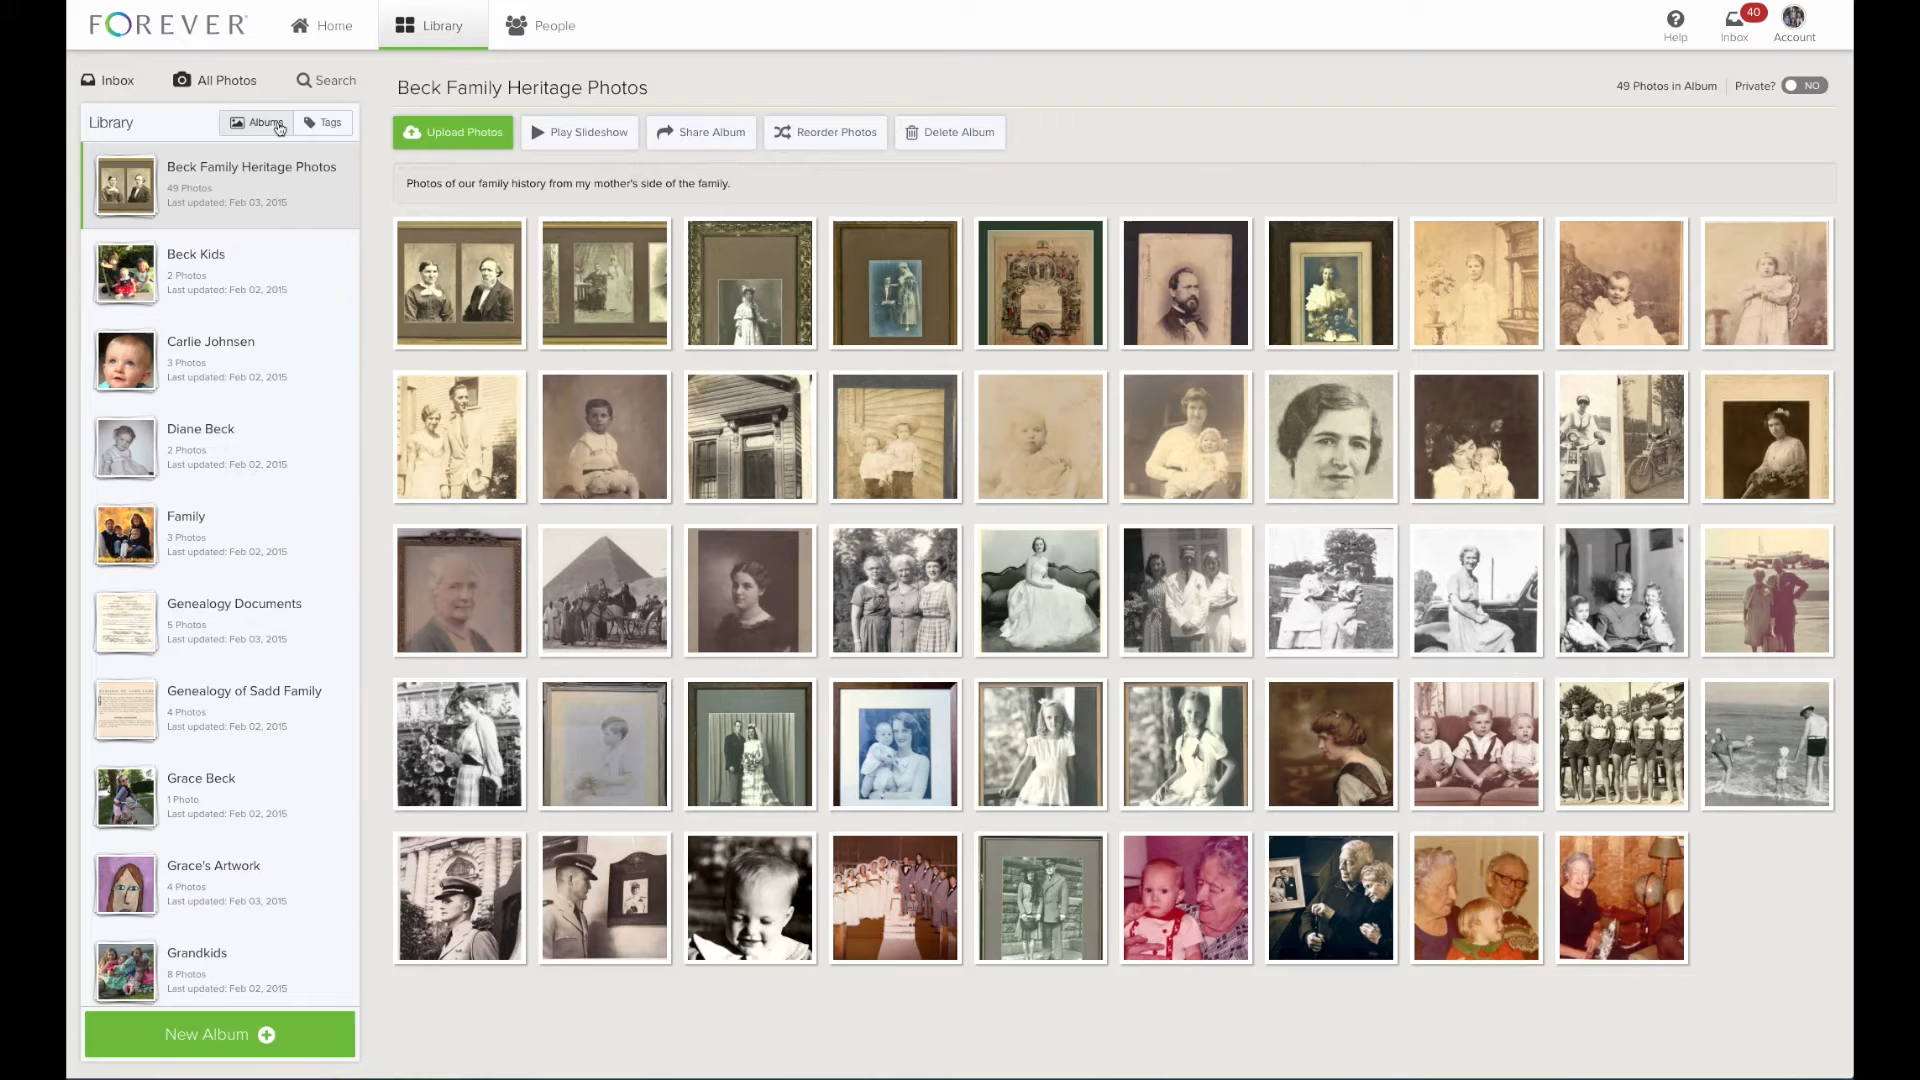 FOREVER
Home
Library
People
Help
40
Inbox
Account
Inbox
All Photos
Search
Beck Family Heritage Photos
49 Photos in Album
Private?
NO
Library
Albums
Tags
Upload Photos
Play Slideshow
Share Album
Reorder Photos
Delete Album
Photos of our family history from my mother's side of the family.
Beck Family Heritage Photos
49 Photos
Last updated: Feb 03, 2015
Beck Kids
2 Photos
Last updated: Feb 02, 2015
Carlie Johnsen
3 Photos
Last updated: Feb 02, 2015
Diane Beck
2 Photos
Last updated: Feb 02, 2015
Family
3 Photos
Last updated: Feb 02, 2015
Genealogy Documents
5 Photos
Last updated: Feb 03, 2015
Genealogy of Sadd Family
4 Photos
Last updated: Feb 02, 2015
Grace Beck
1 Photo
Last updated: Feb 02, 2015
Grace's Artwork
4 Photos
Last updated: Feb 03, 2015
Grandkids
8 Photos
Last updated: Feb 02, 2015
New Album